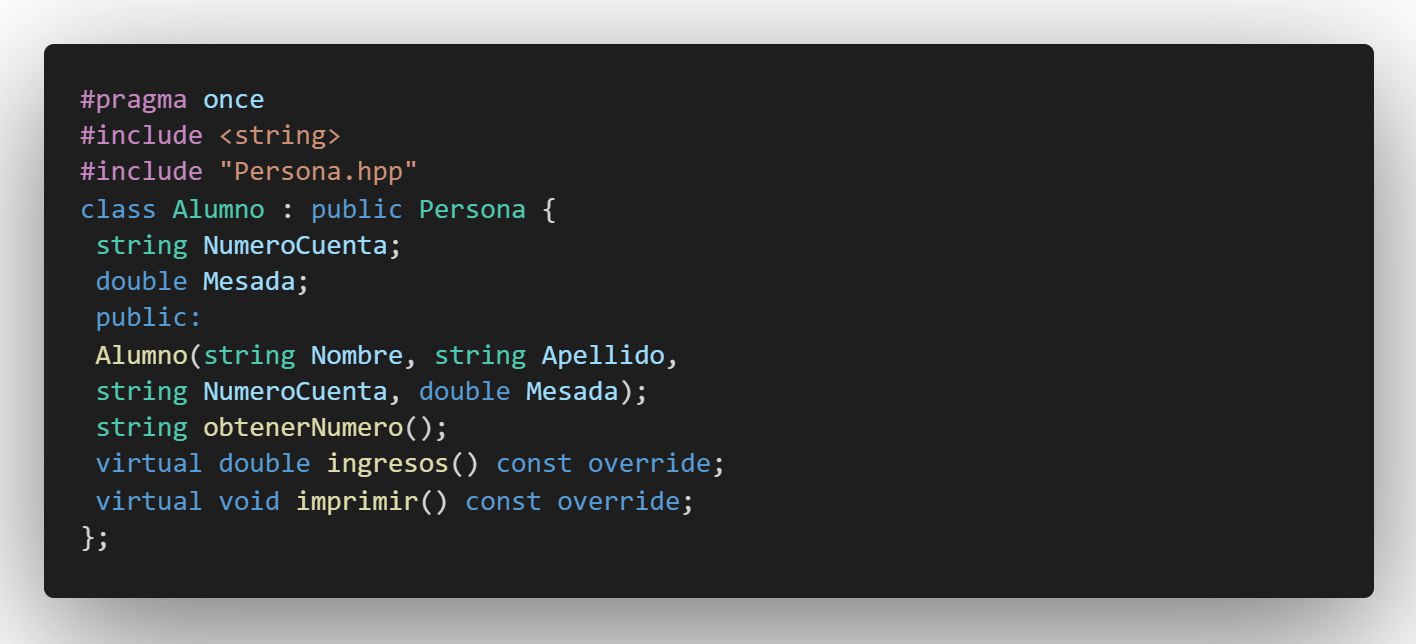 #pragma once
#include <string>
#include "Persona.hpp"
class Alumno : public Persona {
 string NumeroCuenta;
 double Mesada;
 public:
 Alumno(string Nombre, string Apellido,
 string NumeroCuenta, double Mesada);
 string obtenerNumero();
 virtual double ingresos() const override;
 virtual void imprimir() const override;
};